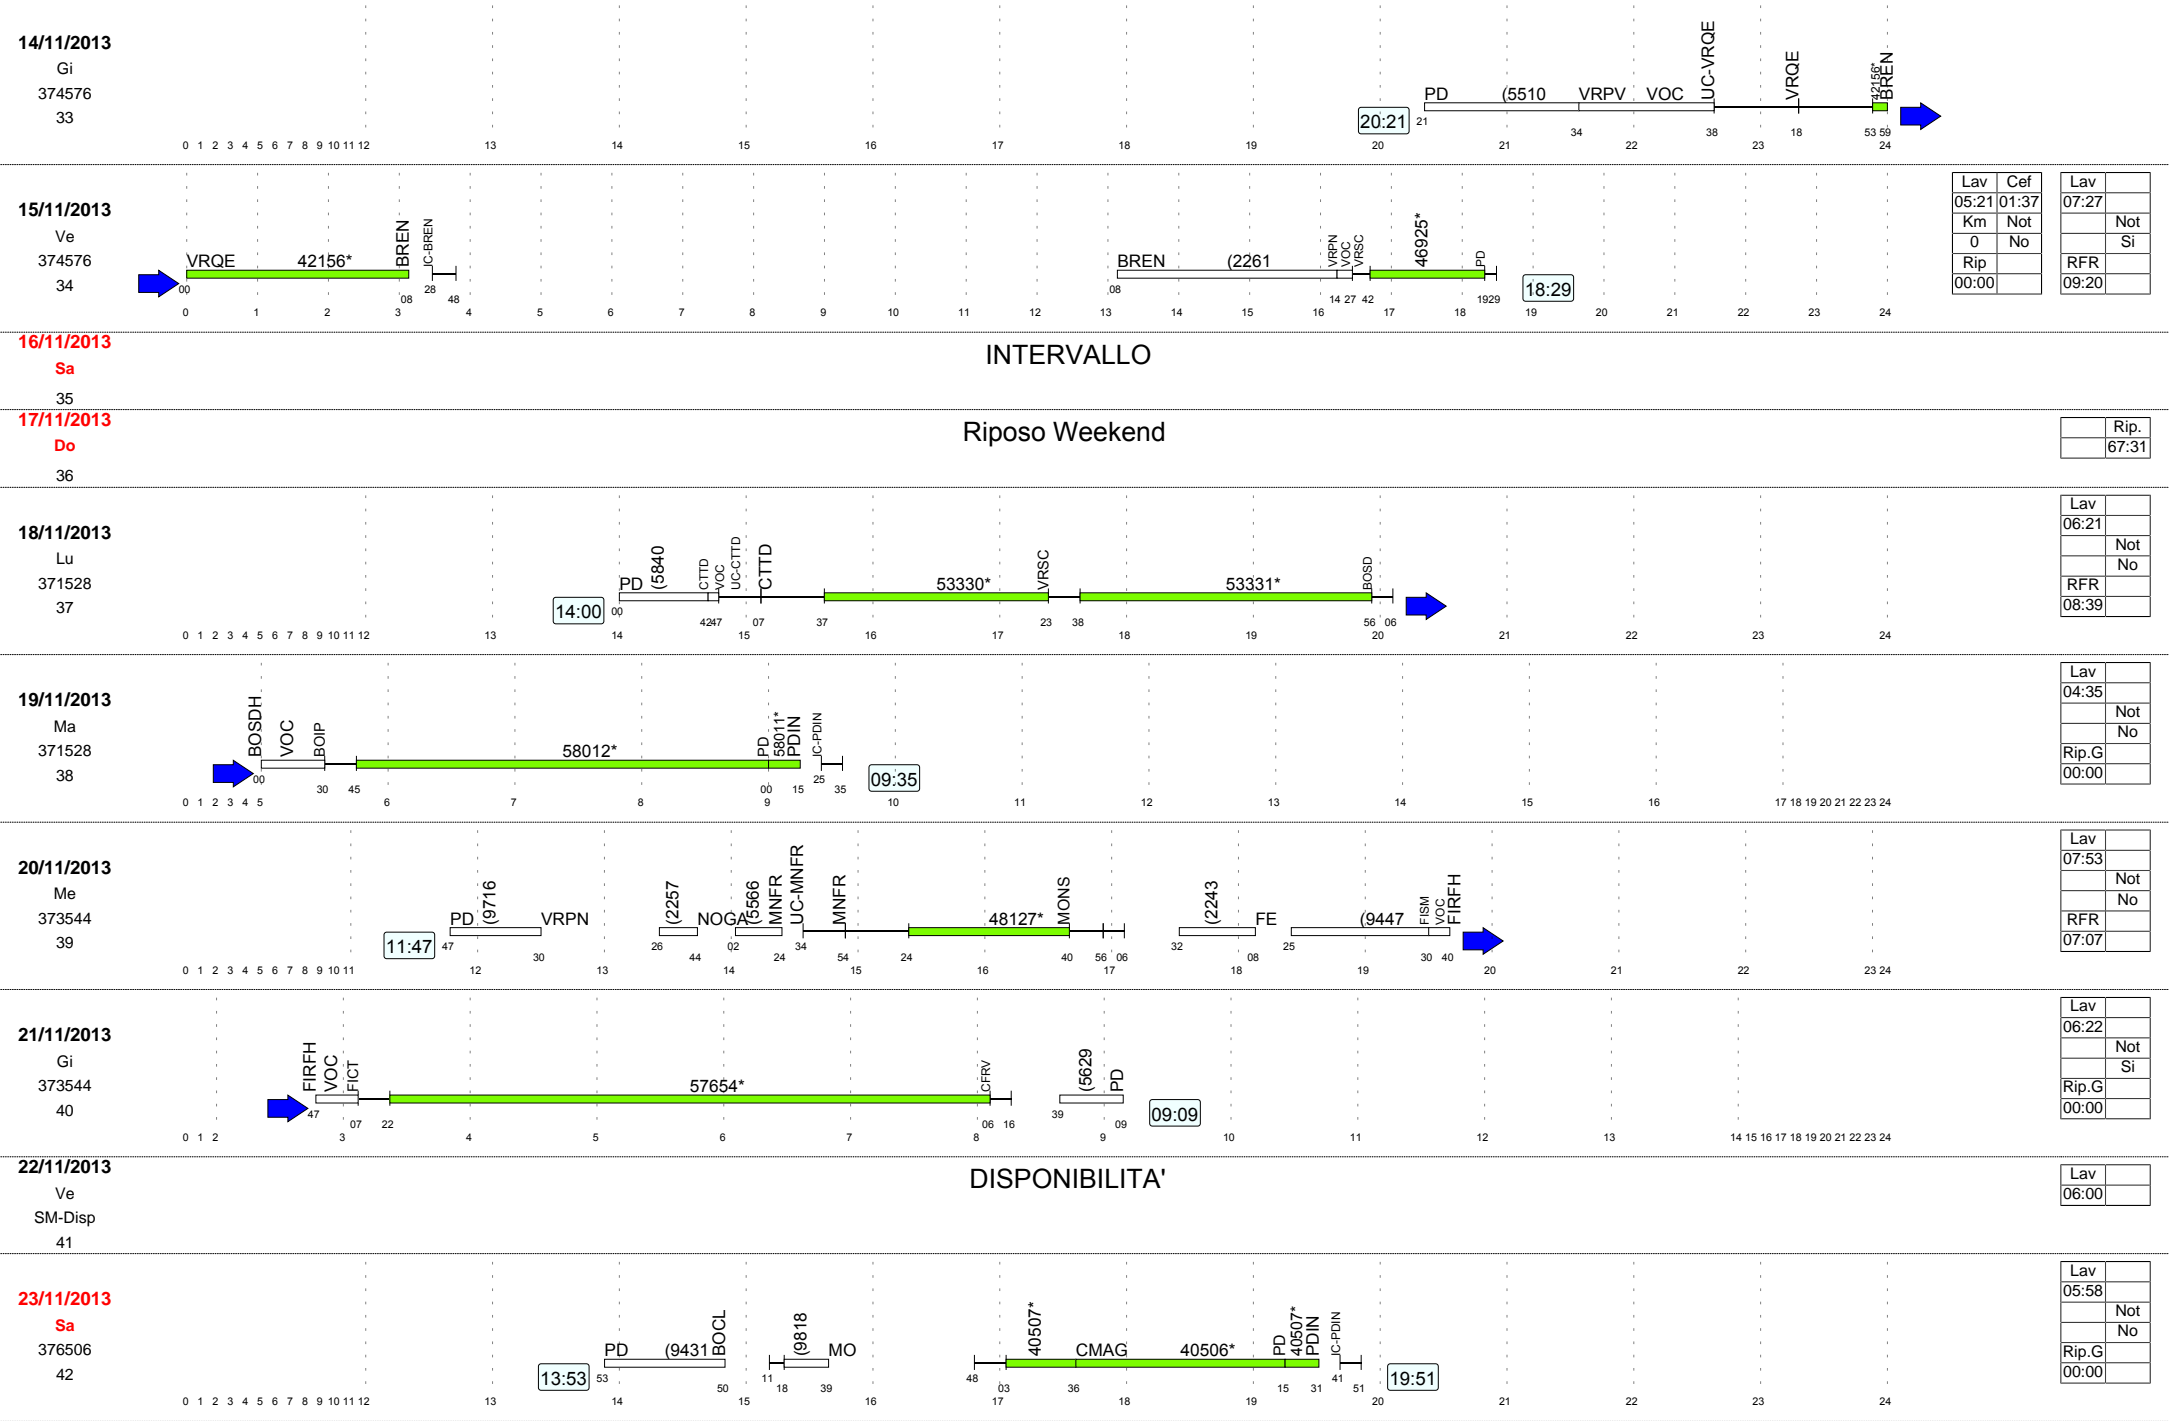 14/11/2013
Gi
374576
33
20:21
PD (5510 VRPV VOC UC-VRQE VRQE 42156* BREN
21 34 38 18 53 59
0 1 2 3 4 5 6 7 8 9 10 11 12 13 14 15 16 17 18 19 20 21 22 23 24
15/11/2013
Ve
374576
34
VRQE 42156* BREN IC-BREN BREN (2261 VRPN VOC VRSC 46925* PD
00 08 28 48 08 14 27 42 19 29
18:29
0 1 2 3 4 5 6 7 8 9 10 11 12 13 14 15 16 17 18 19 20 21 22 23 24
Lav Cef
05:21 01:37
Km Not
0 No
Rip
00:00
Lav
07:27
Not
Si
RFR
09:20
16/11/2013
Sa
35
INTERVALLO
17/11/2013
Do
36
Riposo Weekend
Rip.
67:31
18/11/2013
Lu
371528
37
14:00
PD (5840 CTTD VOC UC-CTTD CTTD 53330* VRSC 53331* BOSD
00 42 47 07 37 23 38 56 06
0 1 2 3 4 5 6 7 8 9 10 11 12 13 14 15 16 17 18 19 20 21 22 23 24
Lav
06:21
Not
No
RFR
08:39
19/11/2013
Ma
371528
38
BOSDH VOC BOIP 58012* PD 58011* PDIN IC-PDIN
00 30 45 00 15 25 35
09:35
0 1 2 3 4 5 6 7 8 9 10 11 12 13 14 15 16 17 18 19 20 21 22 23 24
Lav
04:35
Not
No
Rip.G
00:00
20/11/2013
Me
373544
39
11:47
PD (9716 VRPN (2257 NOGA (5566 MNFR UC-MNFR MNFR 48127* MONS (2243 FE (9447 FISM VOC FIRFH
47 30 26 44 02 24 34 54 24 40 56 06 32 08 25 30 40
0 1 2 3 4 5 6 7 8 9 10 11 12 13 14 15 16 17 18 19 20 21 22 23 24
Lav
07:53
Not
No
RFR
07:07
21/11/2013
Gi
373544
40
FIRFH VOC FICT 57654* CFRV (5629 PD
47 07 22 06 16 39 09
09:09
0 1 2 3 4 5 6 7 8 9 10 11 12 13 14 15 16 17 18 19 20 21 22 23 24
Lav
06:22
Not
Si
Rip.G
00:00
22/11/2013
Ve
SM-Disp
41
DISPONIBILITA'
Lav
06:00
23/11/2013
Sa
376506
42
13:53
PD (9431 BOCL (9818 MO 40507* CMAG 40506* PD 40507* PDIN IC-PDIN
53 50 11 18 39 48 03 36 15 31 41 51
19:51
0 1 2 3 4 5 6 7 8 9 10 11 12 13 14 15 16 17 18 19 20 21 22 23 24
Lav
05:58
Not
No
Rip.G
00:00